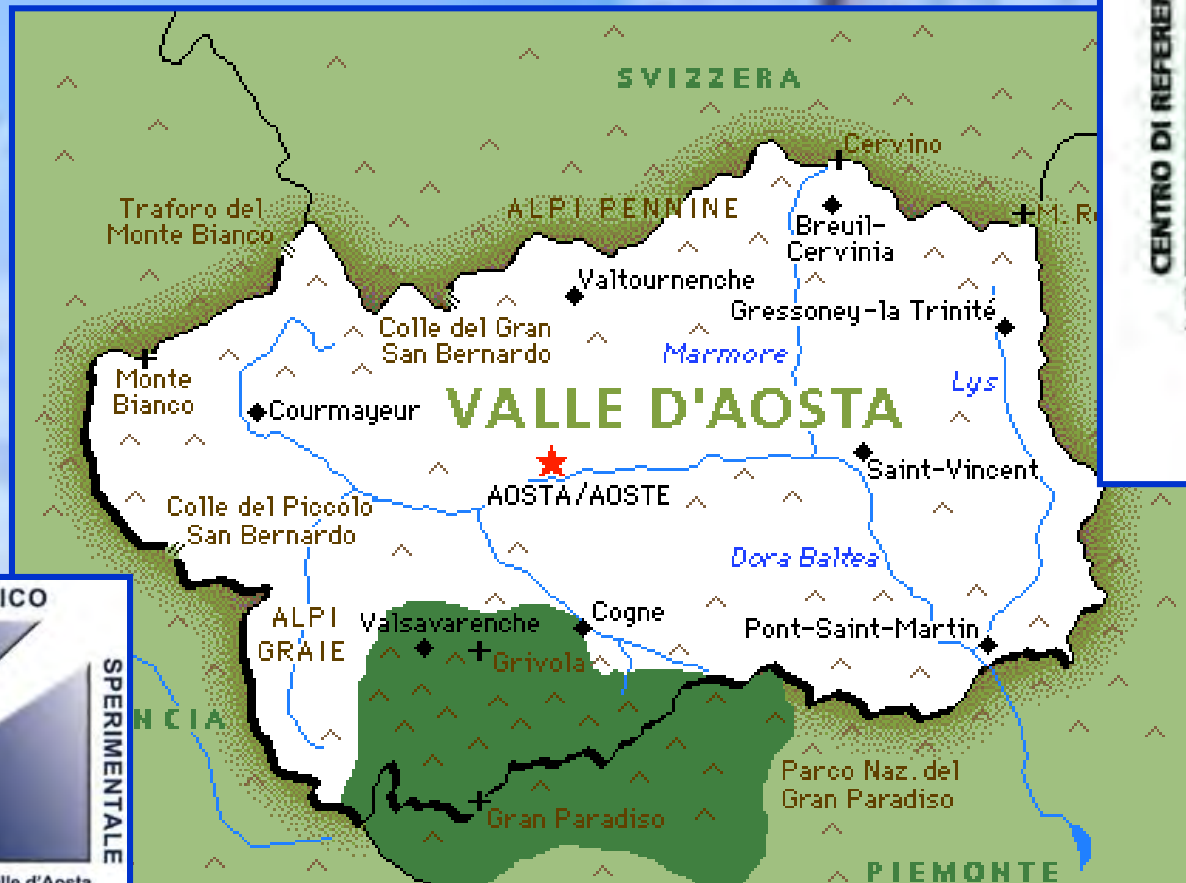 SVIZZERA
Cervino
Traforo del
Monte Bianco
ALPI PENNINE
Breuil-
Cervinia
Valtournenche
Gressoney-la Trinité
Colle del Gran
San Bernardo
Marmore
Monte
Bianco
Lys
Courmayeur
VALLE D'AOSTA
Saint-Vincent
AOSTA/AOSTE
Colle del Piccolo
San Bernardo
Dora Baltea
ALPI
GRAIE
Valsavarenche
Cogne
Pont-Saint-Martin
Grivola
Parco Naz. del
Gran Paradiso
Gran Paradiso
PIEMONTE
M.
CENTRO DI
SPERIMENTALE
d'Aosta